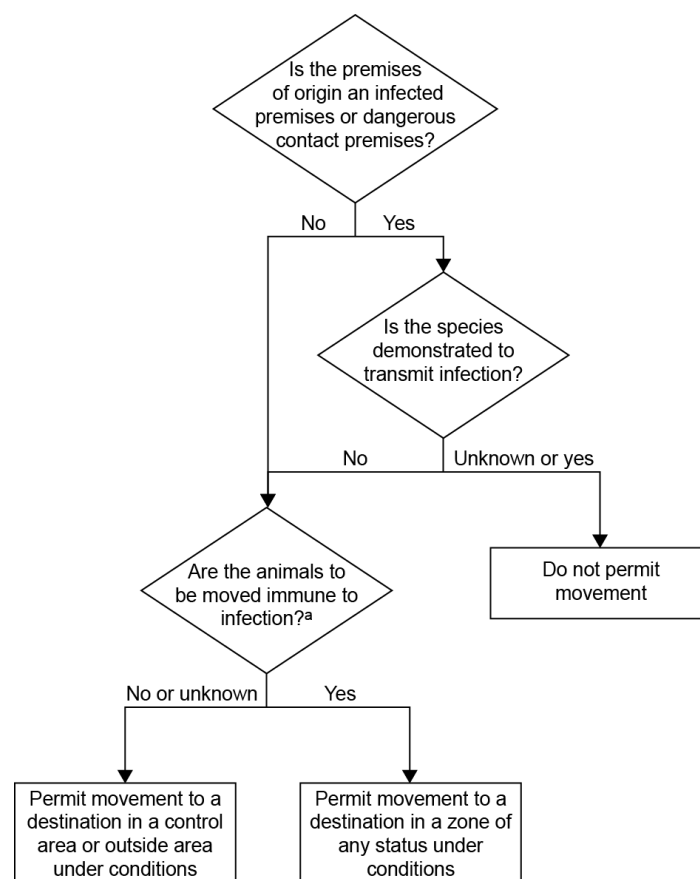 Is the premises
of origin an infected
premises or dangerous
contact premises?
No
Yes
Is the species
demonstrated to
transmit infection?
No
Unknown or yes
Are the animals to
be moved immune to
infection?ᵃ
Do not permit
movement
No or unknown
Yes
Permit movement to a
destination in a control
area or outside area
under conditions
Permit movement to a
destination in a zone of
any status under
conditions